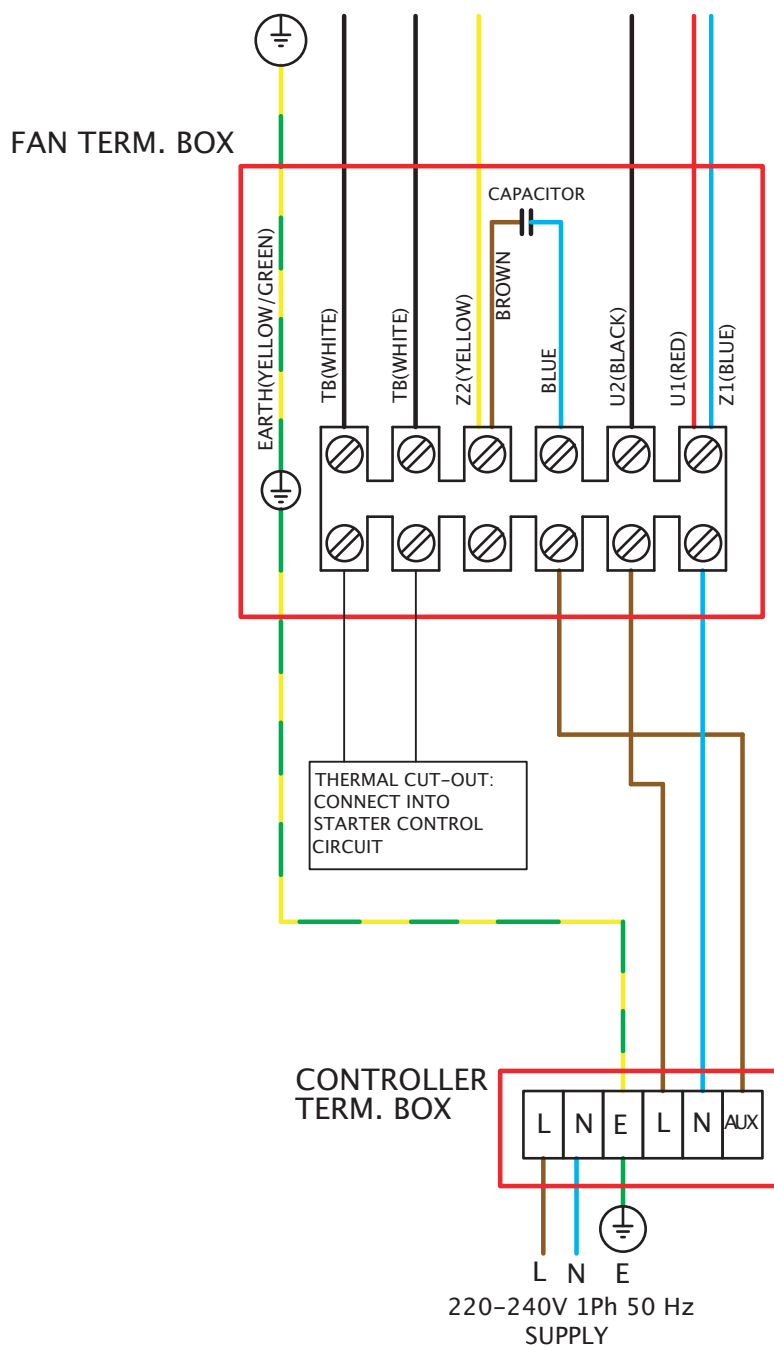 FAN TERM. BOX
CAPACITOR
EARTH(YELLOW/GREEN)
TB(WHITE)
TB(WHITE)
Z2(YELLOW)
BROWN
BLUE
U2(BLACK)
U1(RED)
Z1(BLUE)
THERMAL CUT-OUT:
CONNECT INTO
STARTER CONTROL
CIRCUIT
CONTROLLER
TERM. BOX
L N E L N AUX
L N E
220-240V 1Ph 50 Hz
SUPPLY